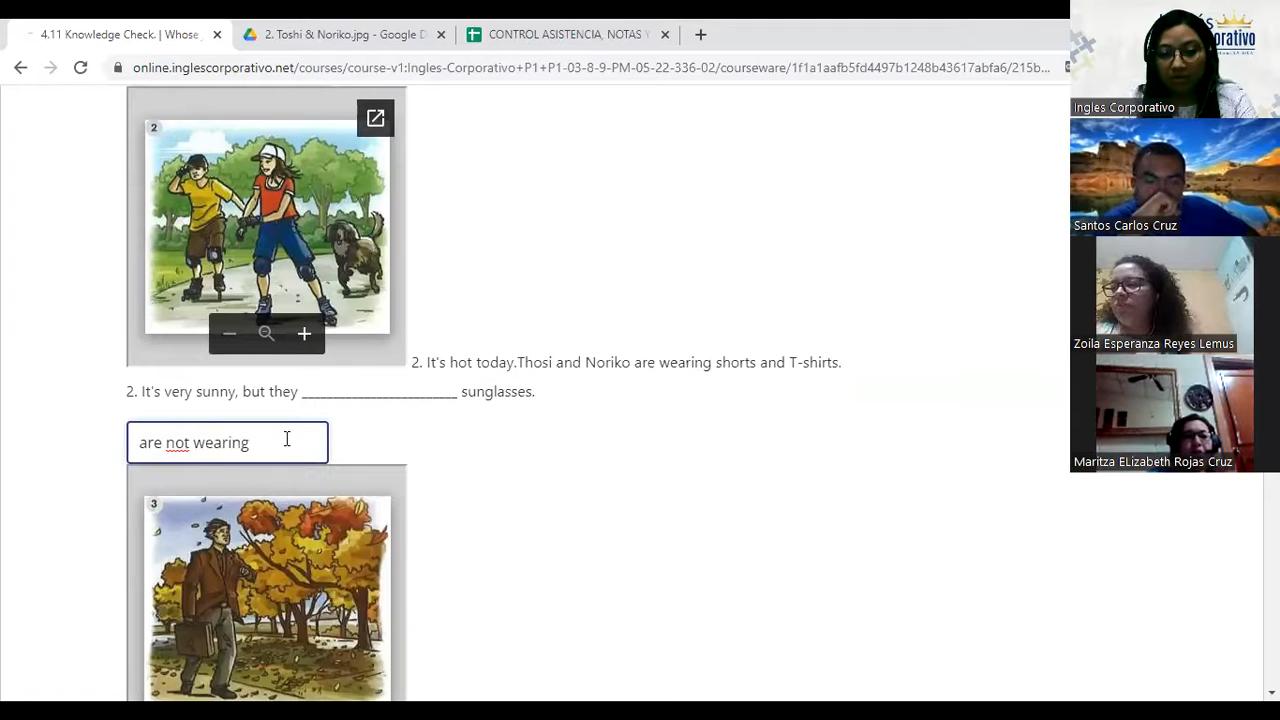 4.11 Knowledge Check. | Whose
2. Toshi & Noriko.jpg - Google D
CONTROL ASISTENCIA, NOTAS Y
online.inglescorporativo.net/courses/course-v1:Ingles-Corporativo+P1+P1-03-8-9-PM-05-22-336-02/courseware/1f1a1aafb5fd4497b1248b43617abfa6/215b...
2
2. It's hot today.Thosi and Noriko are wearing shorts and T-shirts.
2. It's very sunny, but they ________________________ sunglasses.
are not wearing
3
Ingles Corporativo
Santos Carlos Cruz
Zoila Esperanza Reyes Lemus
Maritza ELizabeth Rojas Cruz